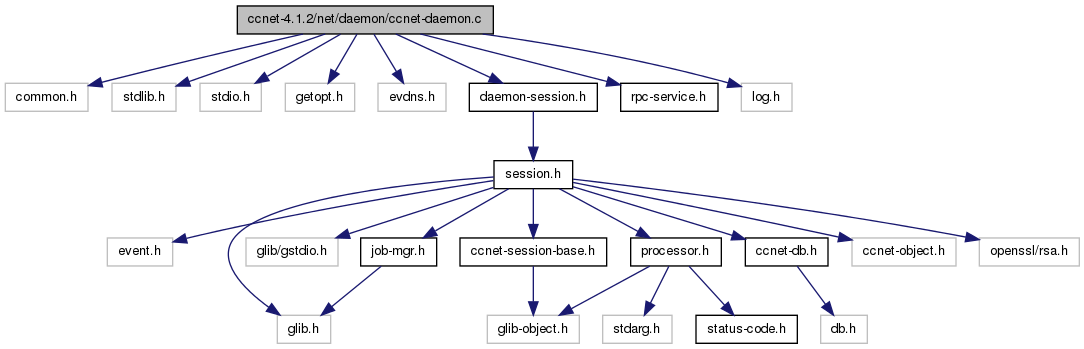 ccnet-4.1.2/net/daemon/ccnet-daemon.c
common.h stdlib.h stdio.h getopt.h evdns.h daemon-session.h rpc-service.h log.h
session.h
event.h glib/gstdio.h job-mgr.h ccnet-session-base.h processor.h ccnet-db.h ccnet-object.h openssl/rsa.h
glib.h glib-object.h stdarg.h status-code.h db.h